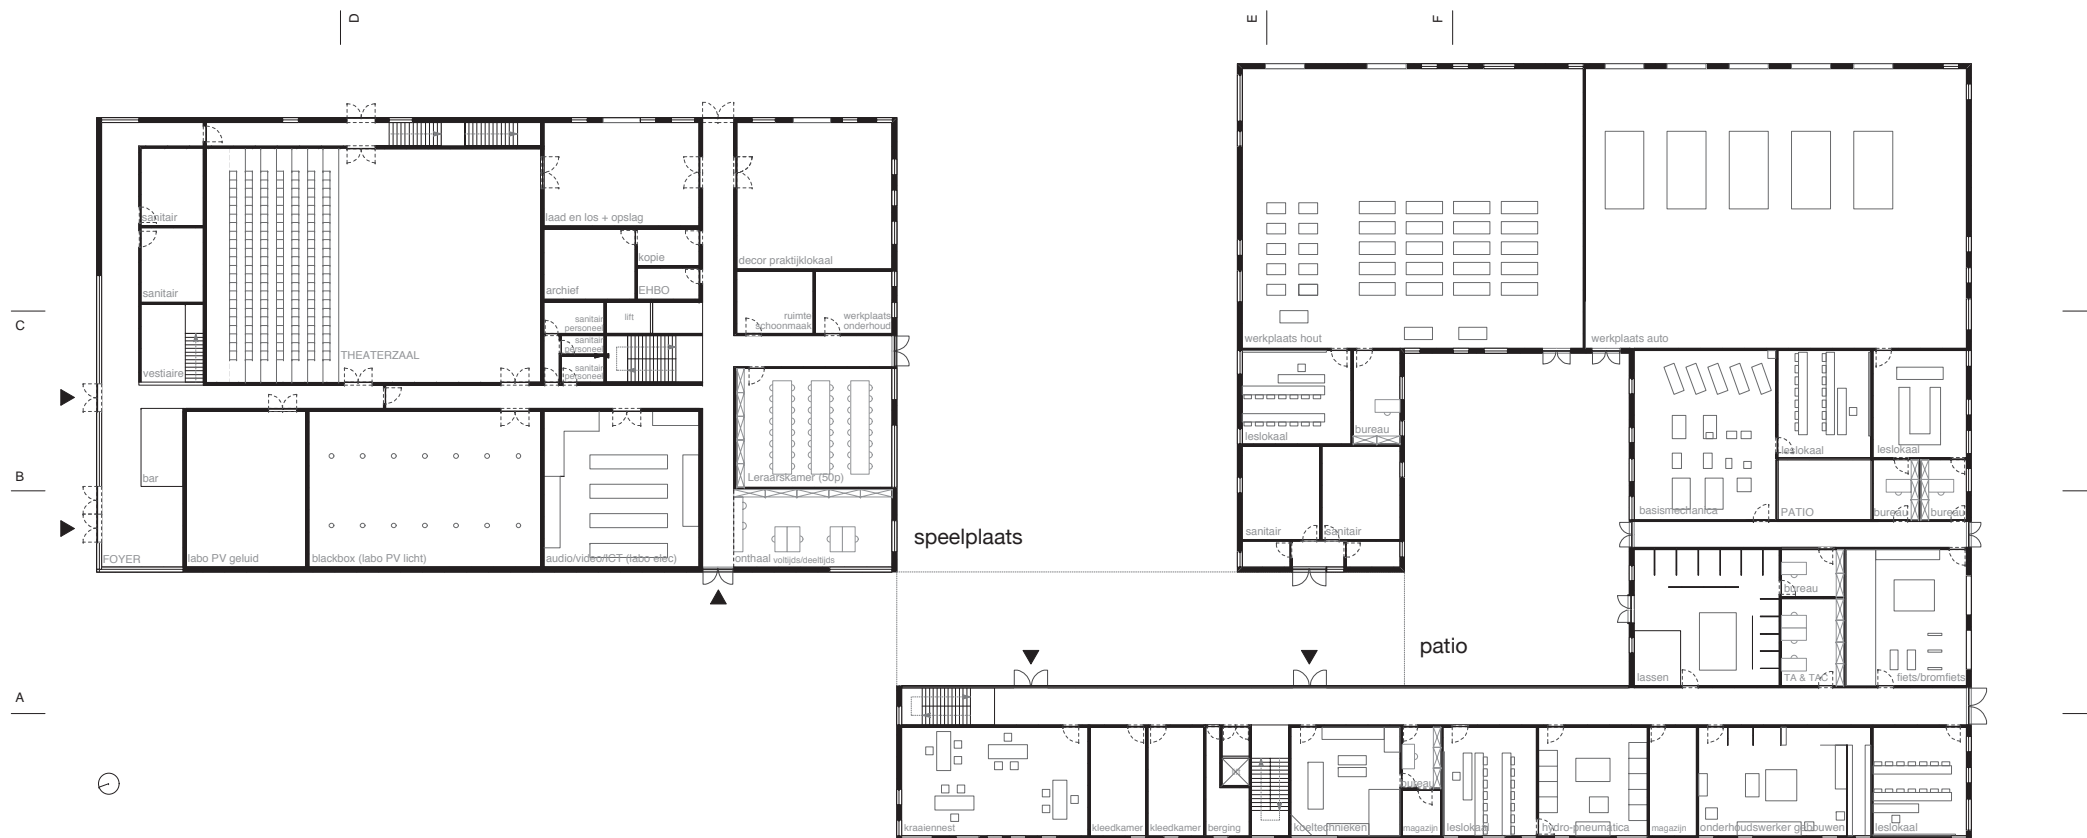 D
E
F
C
B
A
sanitair
sanitair
vestiaire
THEATERZAAL
laad en los + opslag
archief
kopie
EHBO
sanitair
personeel
lift
sanitair
personeel
sanitair
personeel
decor praktijklokaal
ruimte
schoonmaak
werkplaats
onderhoud
Leraarskamer (50p)
bar
FOYER
labo PV geluid
blackbox (labo PV licht)
audio/video/ICT (labo elec)
onthaal voltijds/deeltijds
speelplaats
werkplaats hout
werkplaats auto
leslokaal
bureau
sanitair
sanitair
basismechanica
leslokaal
PATIO
leslokaal
bureau
bureau
patio
lassen
bureau
TA & TAC
fiets/bromfiets
kraaiennest
kleedkamer
kleedkamer
berging
lift
koeltechnieken
bureau
magazijn
leslokaal
hydro-pneumatica
magazijn
onderhoudswerker gebouwen
leslokaal